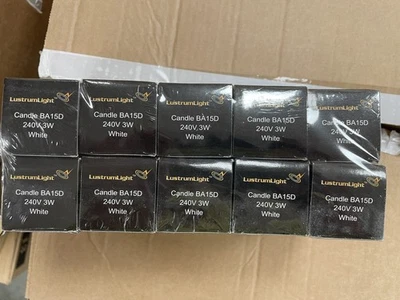 LustrumLight
Candle BA15D
240V 3W
White
LustrumLight
Candle BA15D
240V 3W
White
LustrumLight
Candle BA15D
240V 3W
White
LustrumLight
Candle BA15D
240V 3W
White
LustrumLight
Candle BA15D
240V 3W
White
LustrumLight
Candle BA15D
240V 3W
White
LustrumLight
Candle BA15D
240V 3W
White
LustrumLight
Candle BA15D
240V 3W
White
LustrumLight
Candle BA15D
240V 3W
White
LustrumLight
Candle BA15D
240V 3W
White